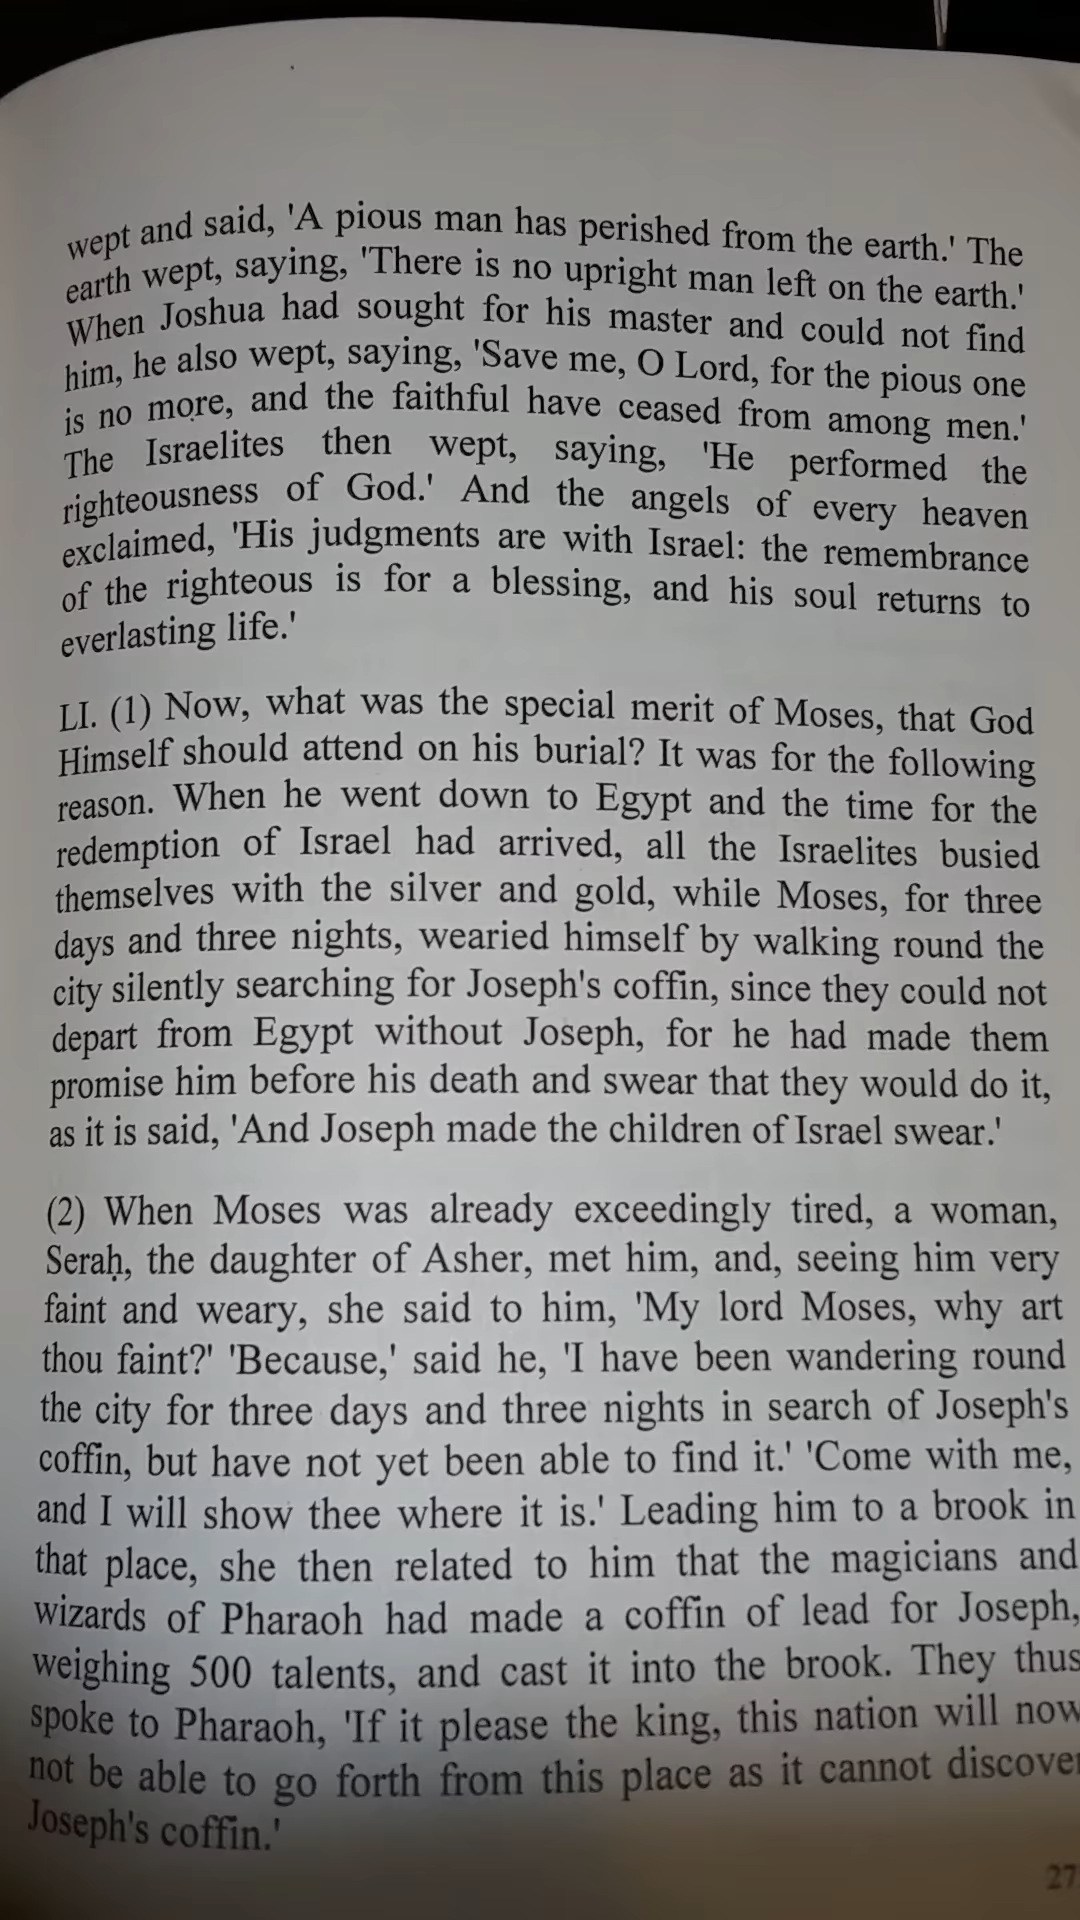 wept and said, 'A pious man has perished from the earth.' The
earth wept, saying, 'There is no upright man left on the earth.'
When Joshua had sought for his master and could not find
him, he also wept, saying, 'Save me, O Lord, for the pious one
is no more, and the faithful have ceased from among men.'
The Israelites then wept, saying, 'He performed the
righteousness of God.' And the angels of every heaven
exclaimed, 'His judgments are with Israel: the remembrance
of the righteous is for a blessing, and his soul returns to
everlasting life.'
LI. (1) Now, what was the special merit of Moses, that God
Himself should attend on his burial? It was for the following
reason. When he went down to Egypt and the time for the
redemption of Israel had arrived, all the Israelites busied
themselves with the silver and gold, while Moses, for three
days and three nights, wearied himself by walking round the
city silently searching for Joseph's coffin, since they could not
depart from Egypt without Joseph, for he had made them
promise him before his death and swear that they would do it,
as it is said, 'And Joseph made the children of Israel swear.'
(2) When Moses was already exceedingly tired, a woman,
Seraḥ, the daughter of Asher, met him, and, seeing him very
faint and weary, she said to him, 'My lord Moses, why art
thou faint?' 'Because,' said he, 'I have been wandering round
the city for three days and three nights in search of Joseph's
coffin, but have not yet been able to find it.' 'Come with me,
and I will show thee where it is.' Leading him to a brook in
that place, she then related to him that the magicians and
wizards of Pharaoh had made a coffin of lead for Joseph,
weighing 500 talents, and cast it into the brook. They thus
spoke to Pharaoh, 'If it please the king, this nation will now
not be able to go forth from this place as it cannot discover
Joseph's coffin.'